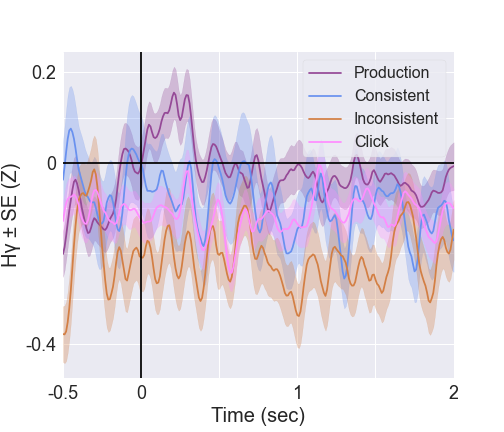 Production
Consistent
Inconsistent
Click
0.2
0
-0.4
Hγ ± SE (Z)
-0.5
0
1
2
Time (sec)